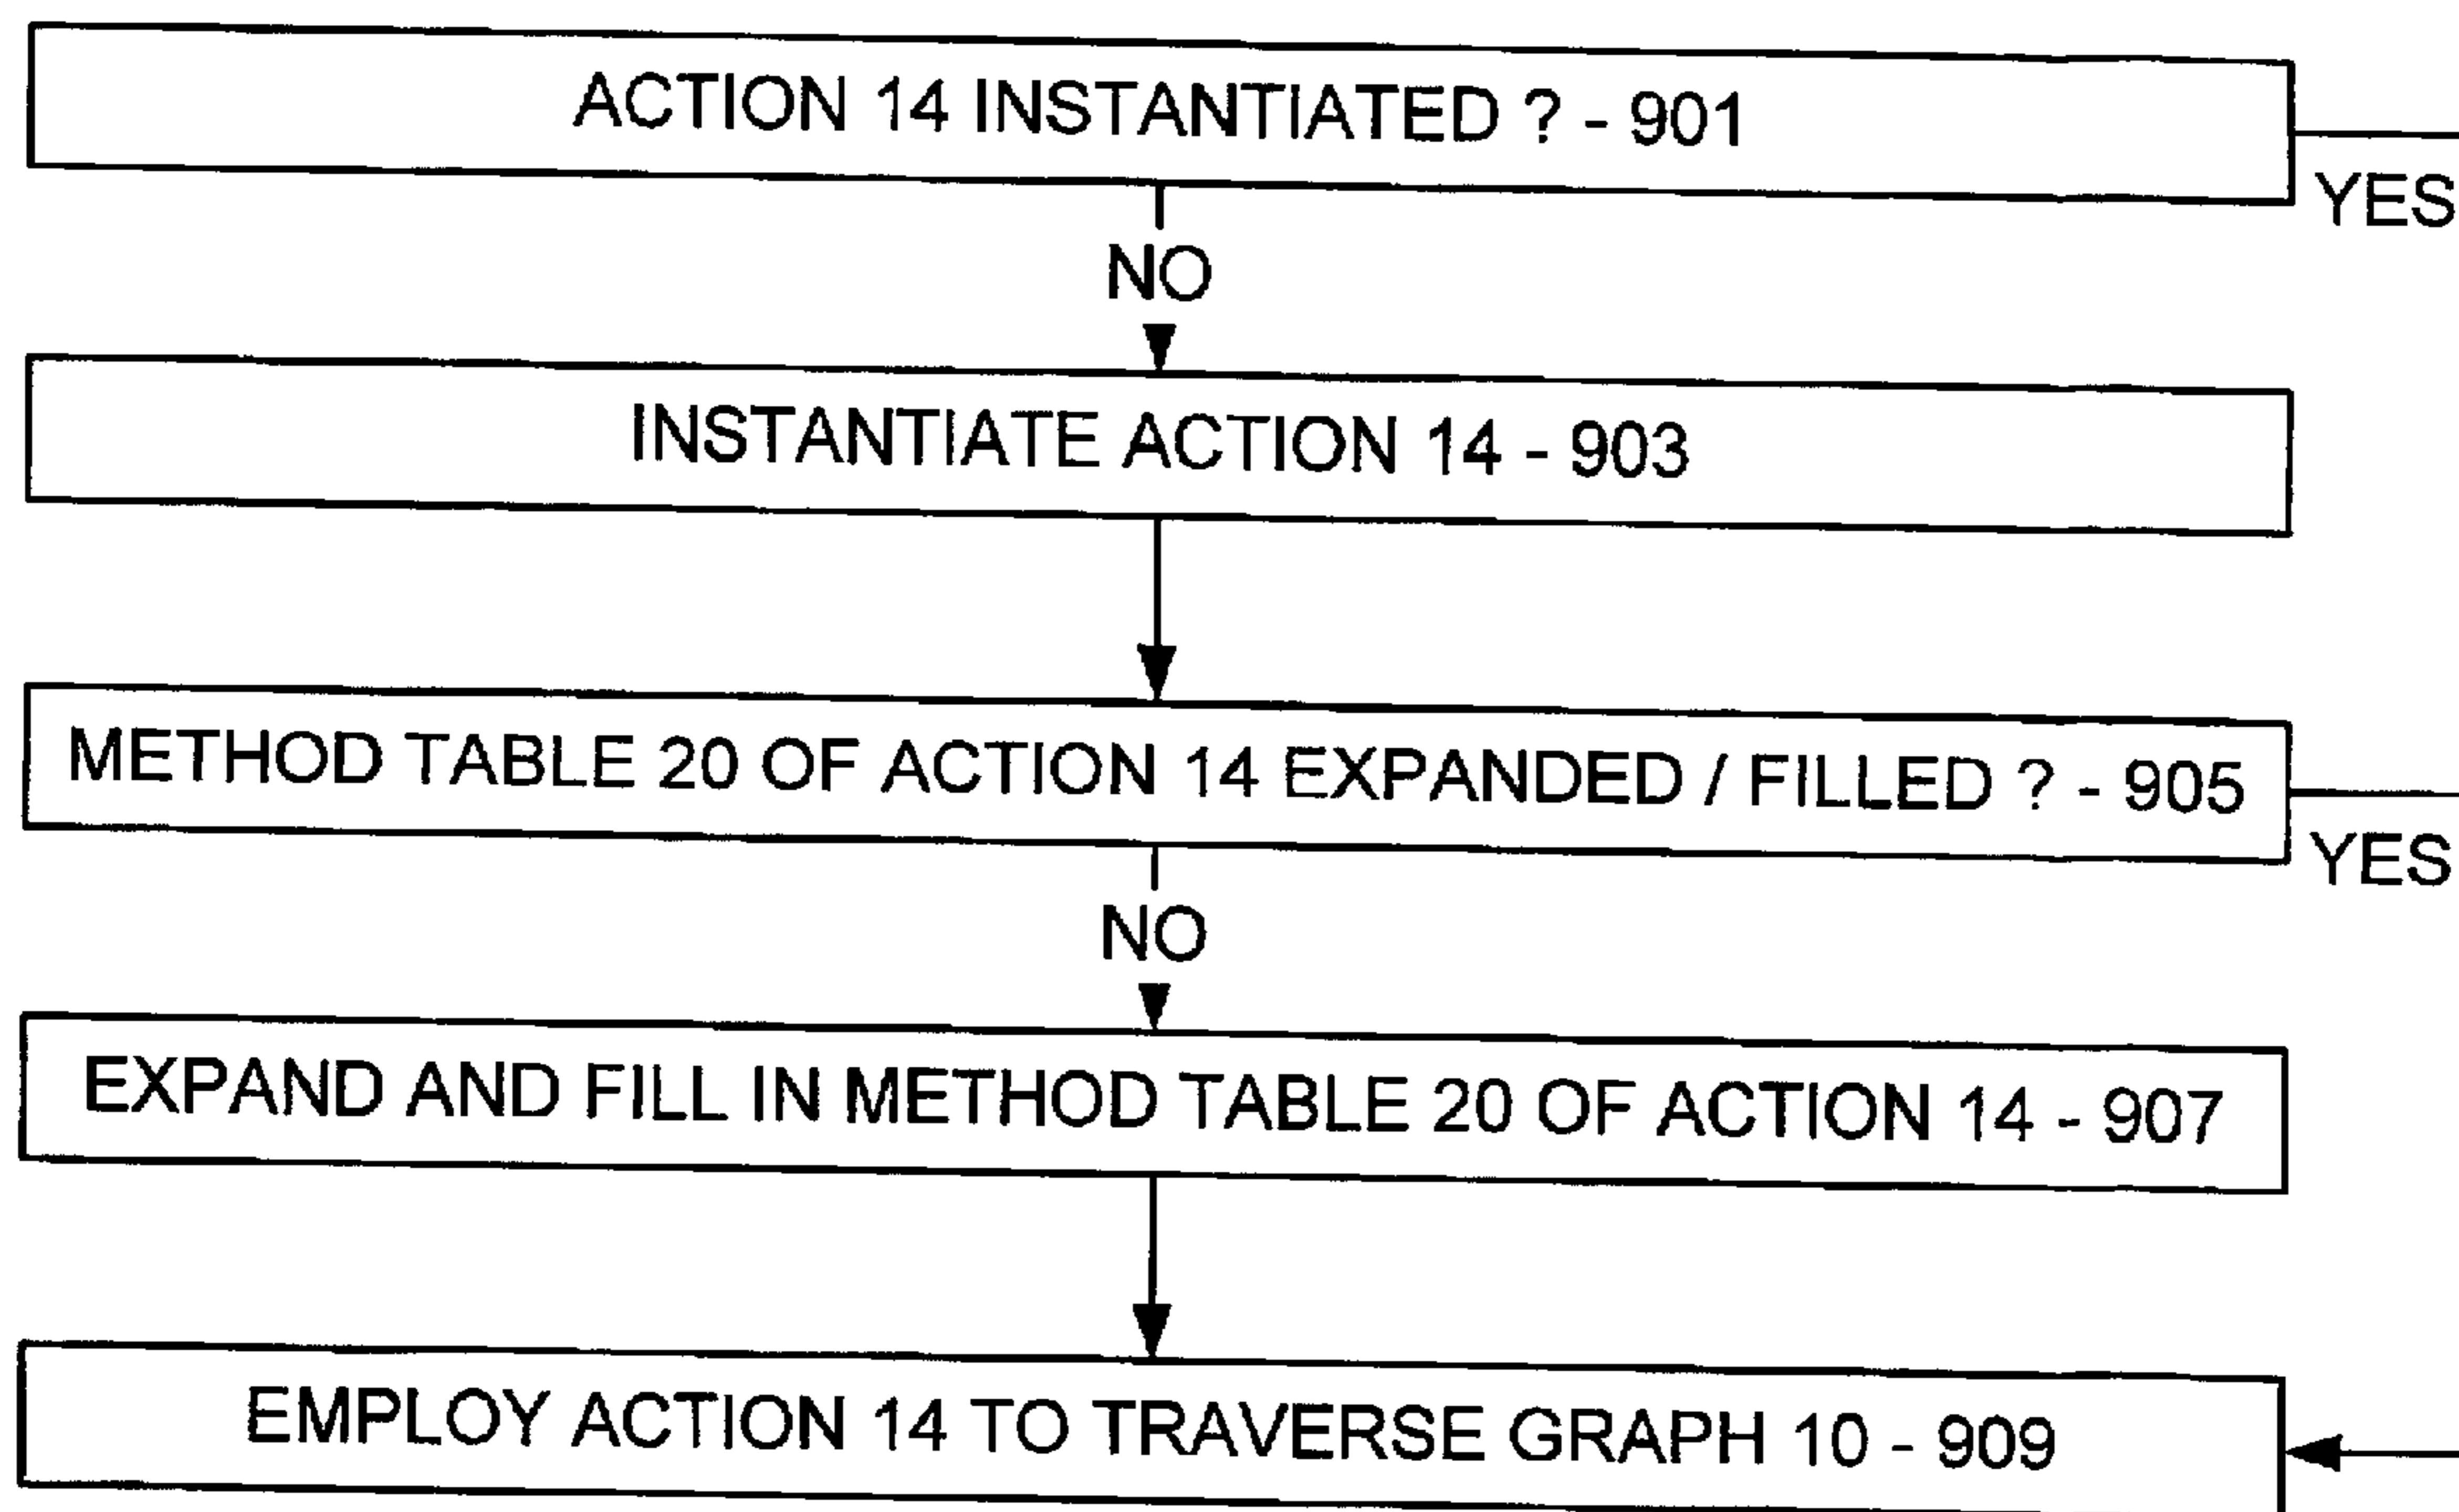 ACTION 14 INSTANTIATED ? - 901
YES
NO
INSTANTIATE ACTION 14 - 903
METHOD TABLE 20 OF ACTION 14 EXPANDED / FILLED ? - 905
YES
NO
EXPAND AND FILL IN METHOD TABLE 20 OF ACTION 14 - 907
EMPLOY ACTION 14 TO TRAVERSE GRAPH 10 - 909